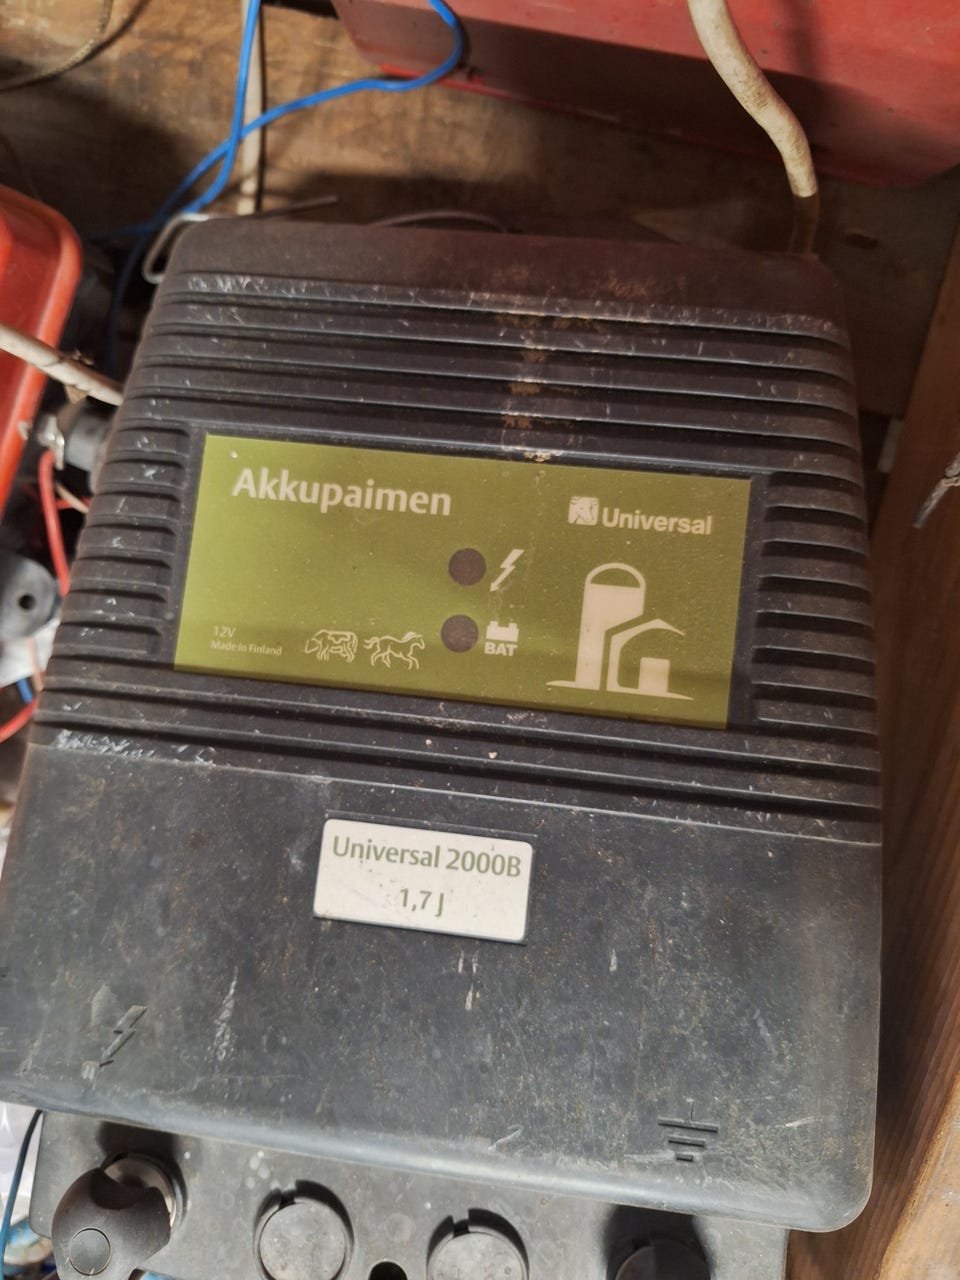 Akkupaimen
Universal
BAT
12V
Made in Finland
Universal 2000B
1,7 J